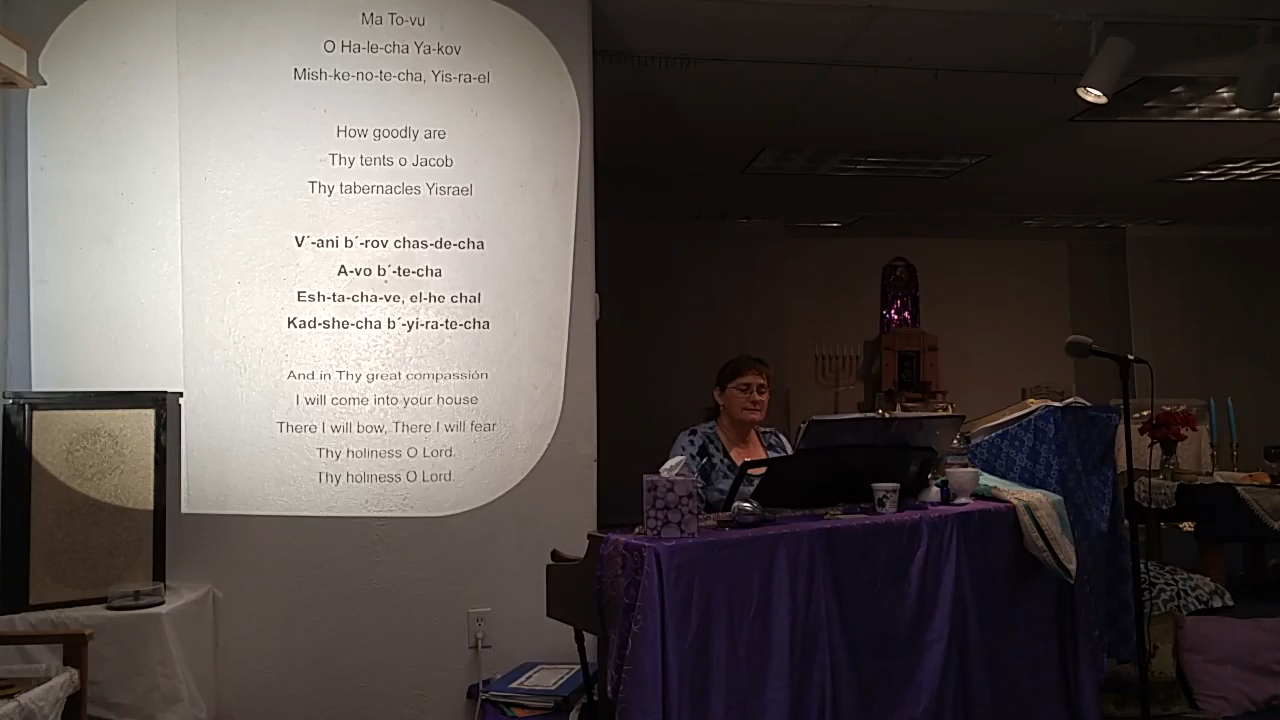 Ma To-vu
O Ha-le-cha Ya-kov
Mish-ke-no-te-cha, Yis-ra-el
How goodly are
Thy tents o Jacob
Thy tabernacles Yisrael
V´-ani b´-rov chas-de-cha
A-vo b´-te-cha
Esh-ta-cha-ve, el-he chal
Kad-she-cha b´-yi-ra-te-cha
And in Thy great compassión
I will come into your house
There I will bow, There I will fear
Thy holiness O Lord.
Thy holiness O Lord.